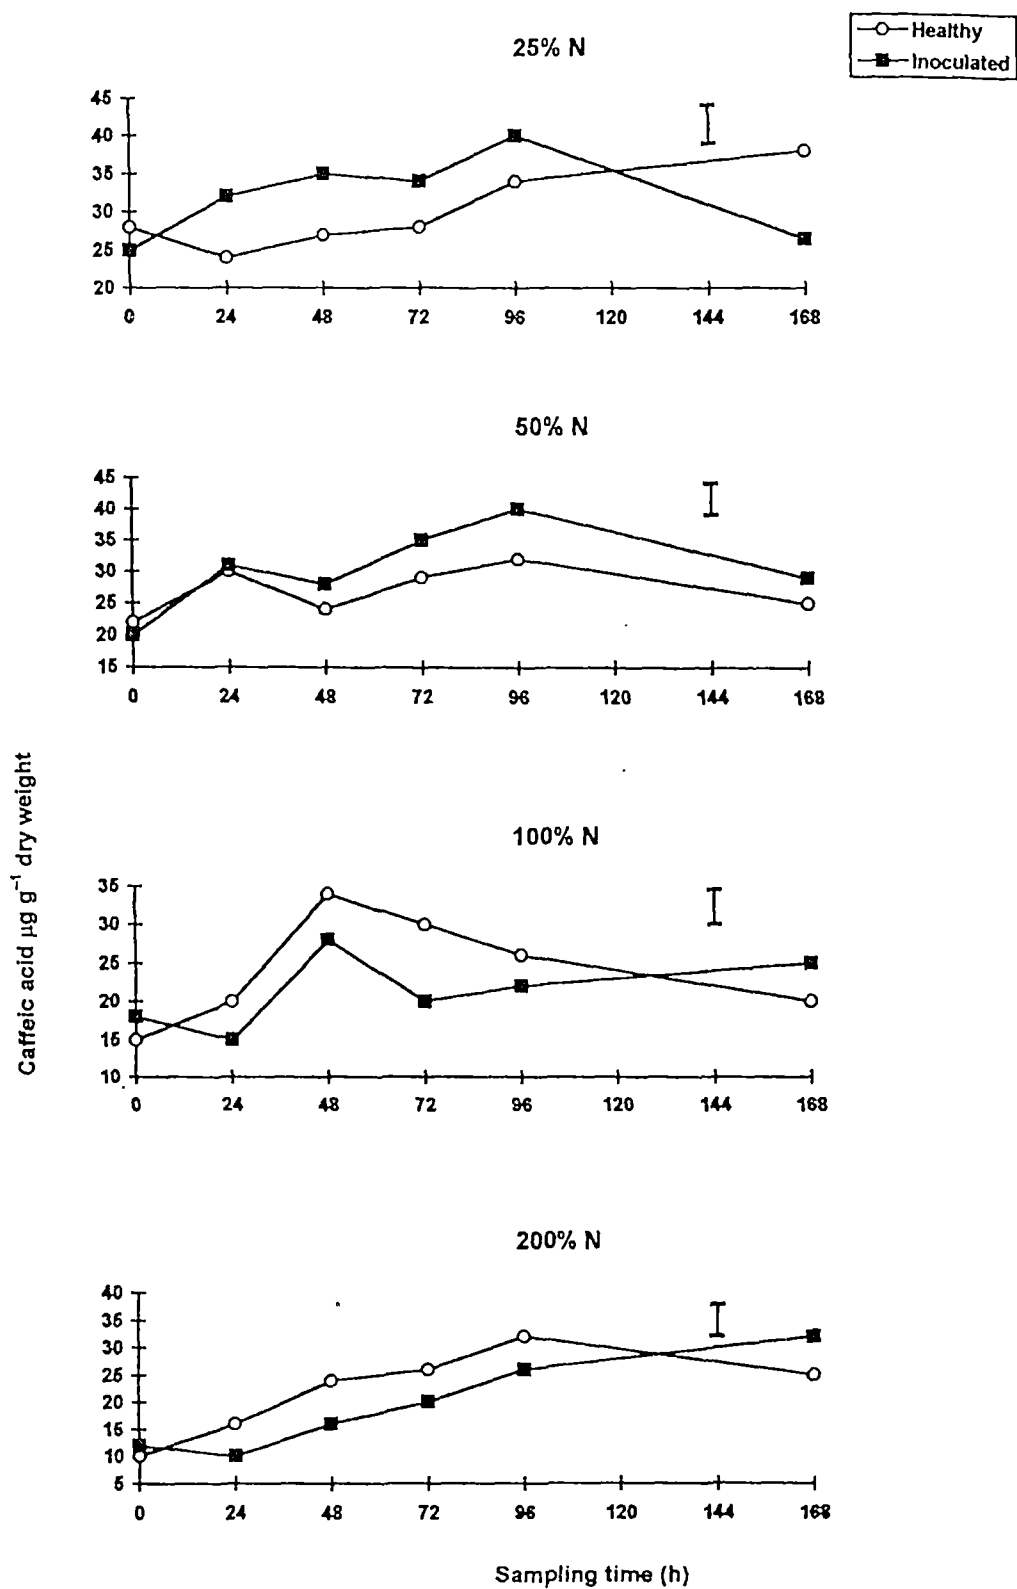 Healthy
Inoculated
25% N
45
40
35
30
25
20
0 24 48 72 96 120 144 168
50% N
45
40
35
30
25
20
15
0 24 48 72 96 120 144 168
Caffeic acid µg g⁻¹ dry weight
100% N
35
30
25
20
15
10
0 24 48 72 96 120 144 168
200% N
40
35
30
25
20
15
10
5
0 24 48 72 96 120 144 168
Sampling time (h)